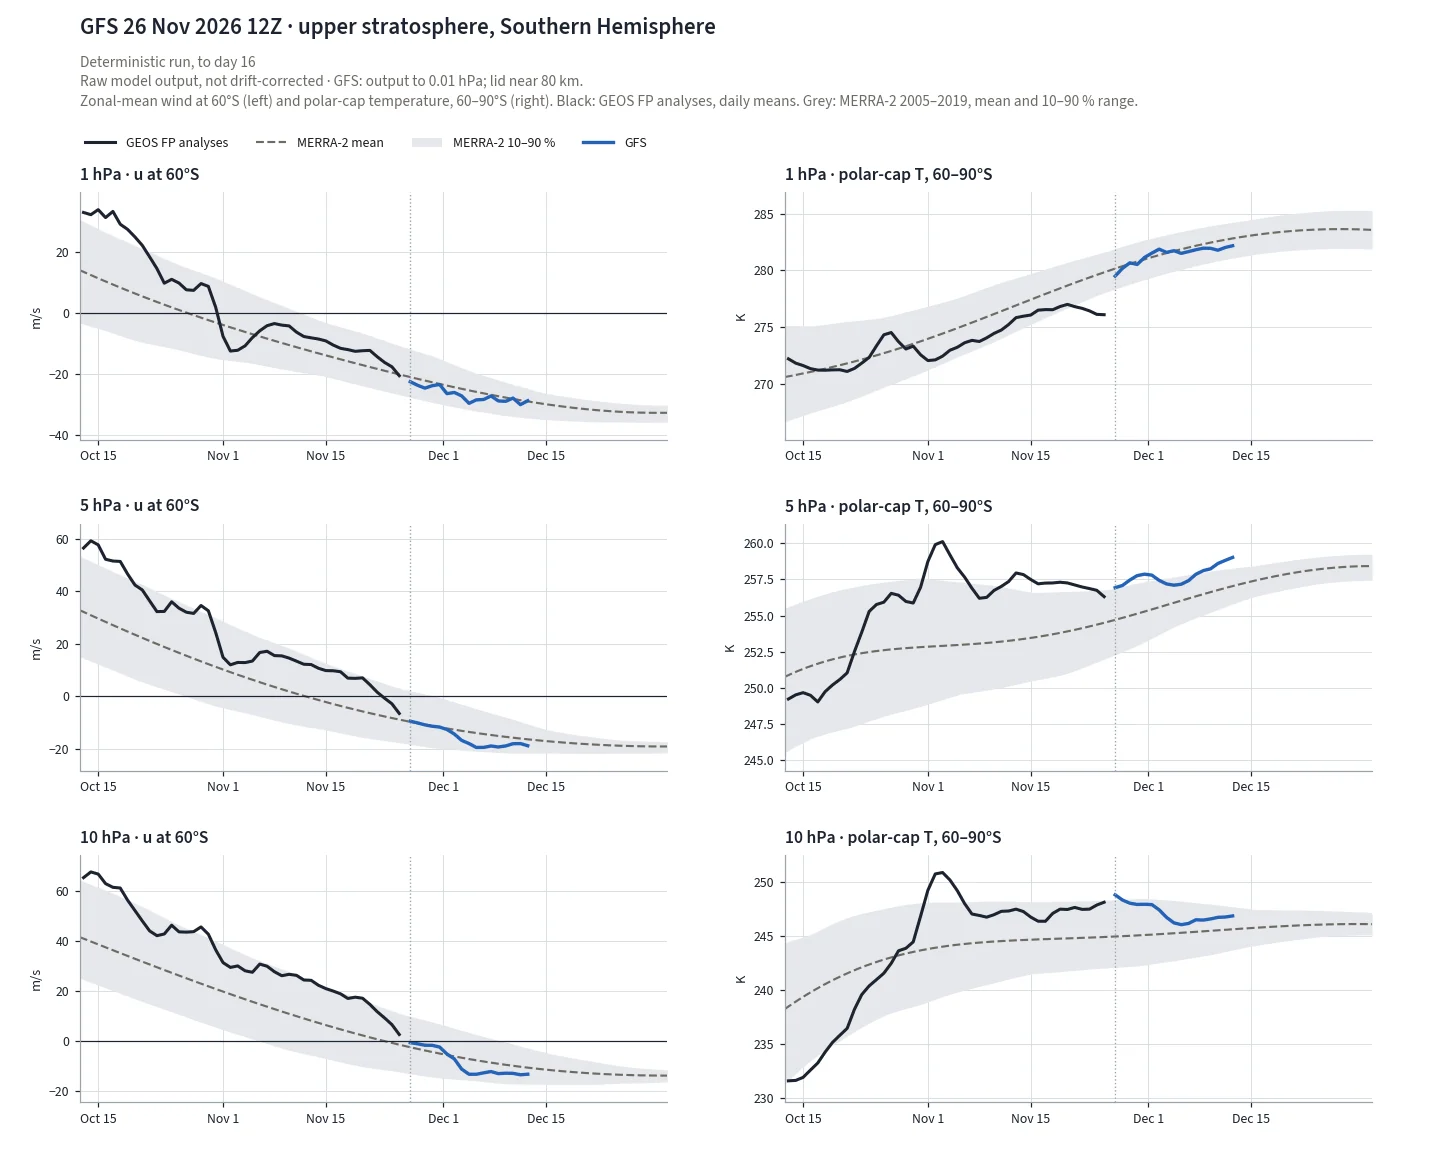 GFS 26 Nov 2026 12Z · upper stratosphere, Southern Hemisphere
Deterministic run, to day 16
Raw model output, not drift-corrected · GFS: output to 0.01 hPa; lid near 80 km.
Zonal-mean wind at 60°S (left) and polar-cap temperature, 60–90°S (right). Black: GEOS FP analyses, daily means. Grey: MERRA-2 2005–2019, mean and 10–90 % range.
GEOS FP analyses MERRA-2 mean MERRA-2 10–90 % GFS
1 hPa · u at 60°S
20
0
−20
−40
m/s
Oct 15 Nov 1 Nov 15 Dec 1 Dec 15
1 hPa · polar-cap T, 60–90°S
285
280
275
270
K
Oct 15 Nov 1 Nov 15 Dec 1 Dec 15
5 hPa · u at 60°S
60
40
20
0
−20
m/s
Oct 15 Nov 1 Nov 15 Dec 1 Dec 15
5 hPa · polar-cap T, 60–90°S
260.0
257.5
255.0
252.5
250.0
247.5
245.0
K
Oct 15 Nov 1 Nov 15 Dec 1 Dec 15
10 hPa · u at 60°S
60
40
20
0
−20
m/s
Oct 15 Nov 1 Nov 15 Dec 1 Dec 15
10 hPa · polar-cap T, 60–90°S
250
245
240
235
230
K
Oct 15 Nov 1 Nov 15 Dec 1 Dec 15